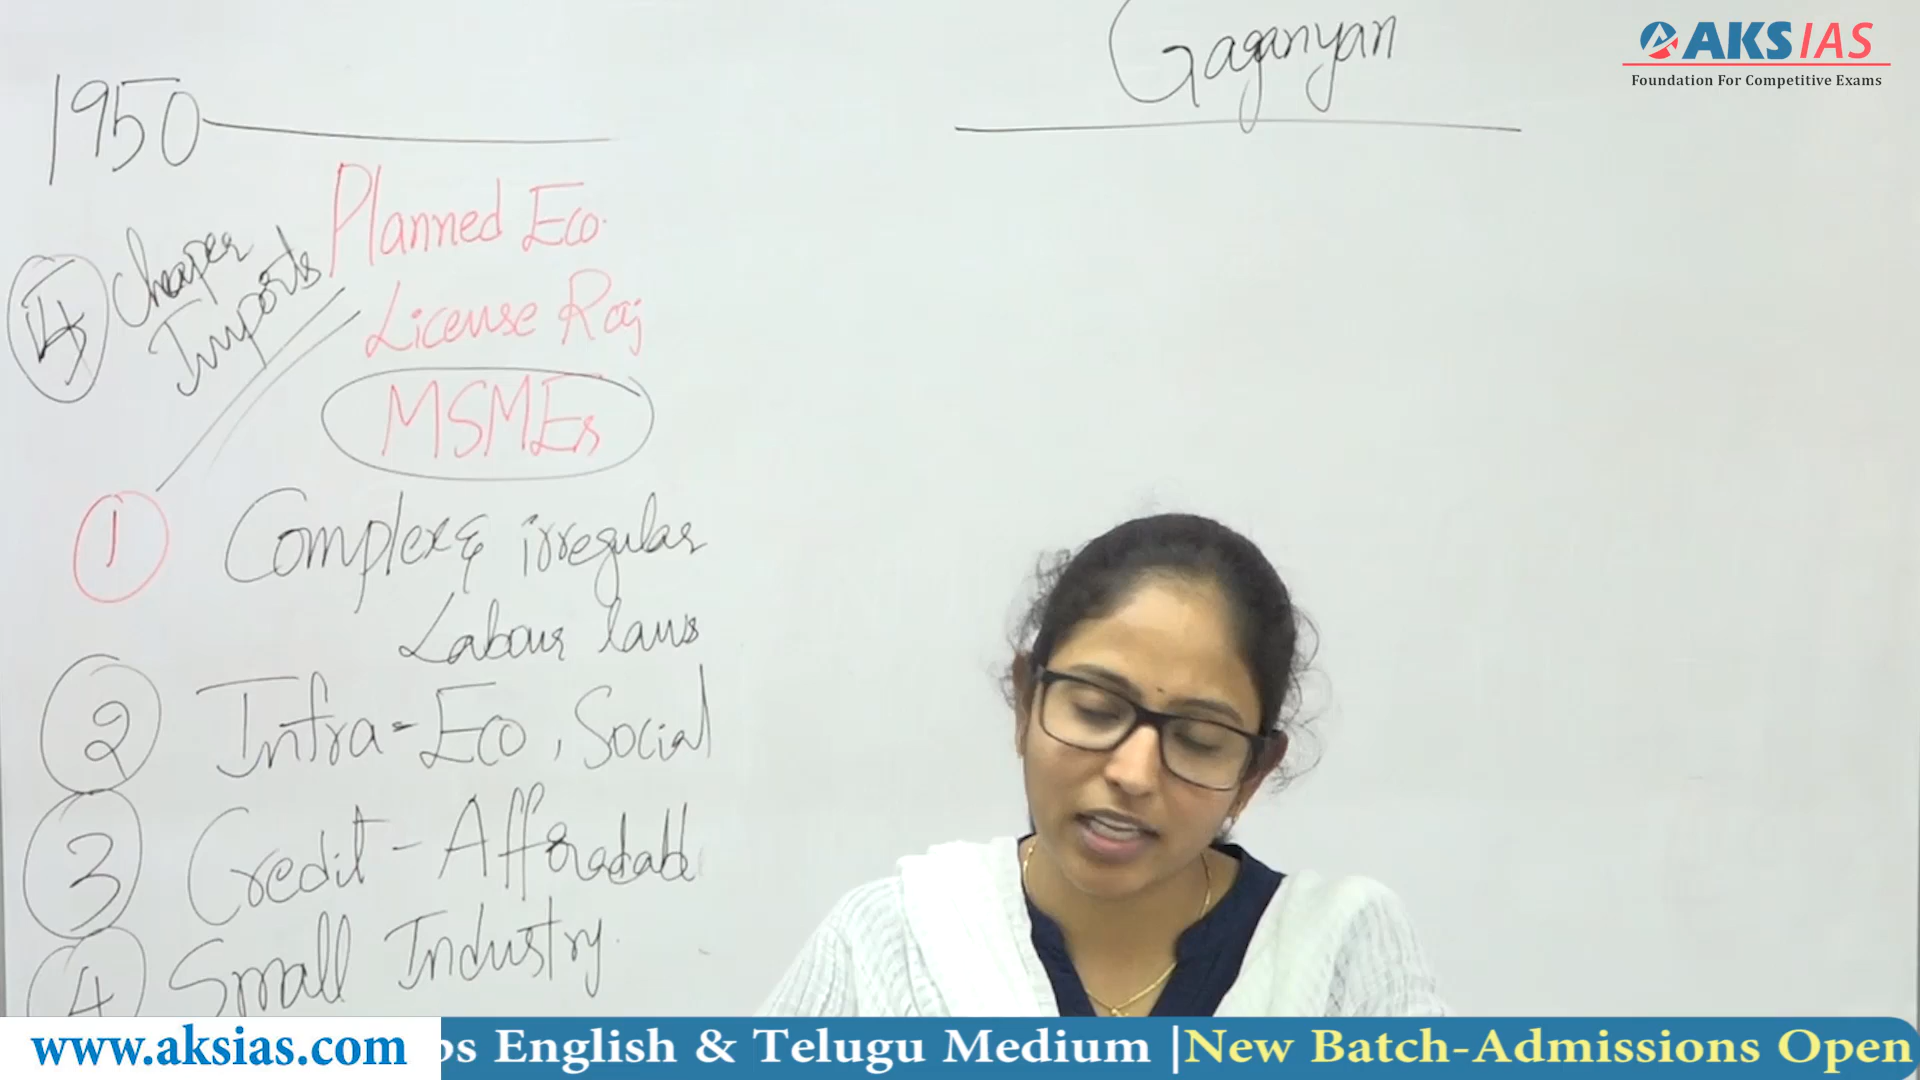 Gaganyan
AKS IAS
Foundation For Competitive Exams
1950
Planned Eco.
License Raj
MSMEs
Cheaper
Imports
1 Complex & irregular
Labour laws
2 Infra - Eco, Social
3 Credit - Afforadable
4 Small Industry
www.aksias.com
English & Telugu Medium |New Batch-Admissions Open